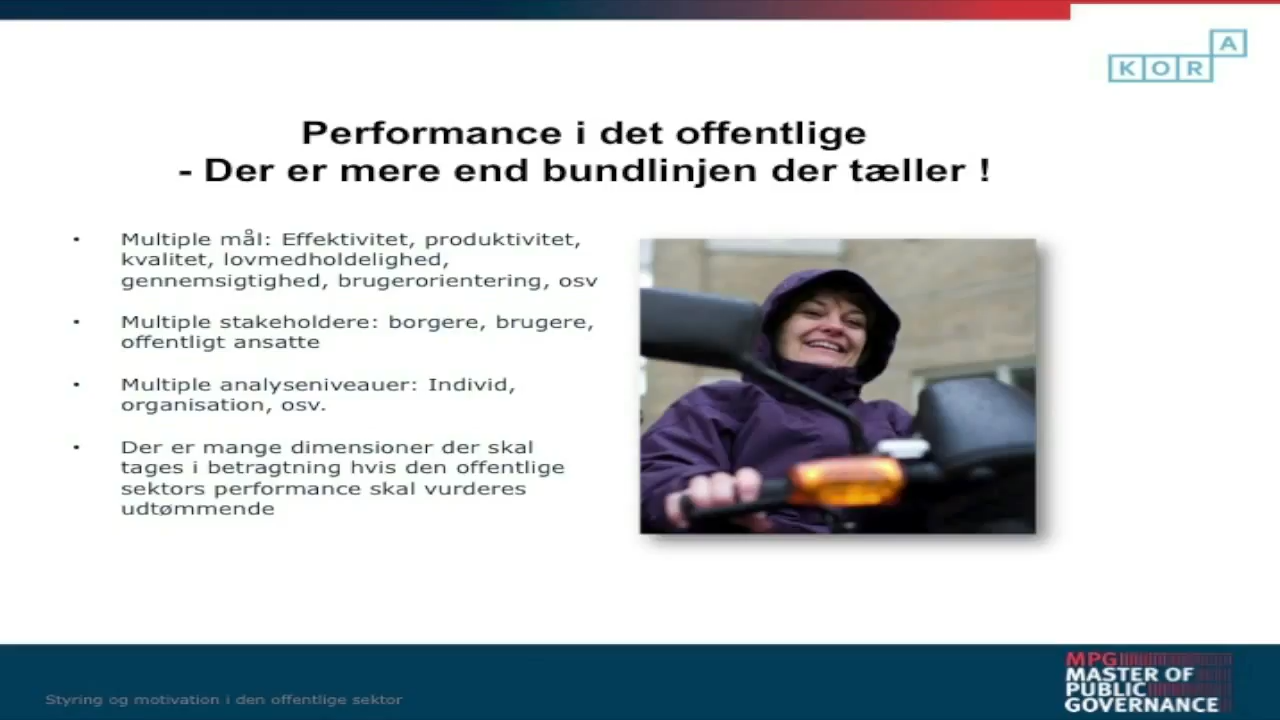 KORA
Performance i det offentlige
- Der er mere end bundlinjen der tæller !
• Multiple mål: Effektivitet, produktivitet,
kvalitet, lovmedholdelighed,
gennemsigtighed, brugerorientering, osv
• Multiple stakeholdere: borgere, brugere,
offentligt ansatte
• Multiple analyseniveauer: Individ,
organisation, osv.
• Der er mange dimensioner der skal
tages i betragtning hvis den offentlige
sektors performance skal vurderes
udtømmende
Styring og motivation i den offentlige sektor
MPG
MASTER OF
PUBLIC
GOVERNANCE